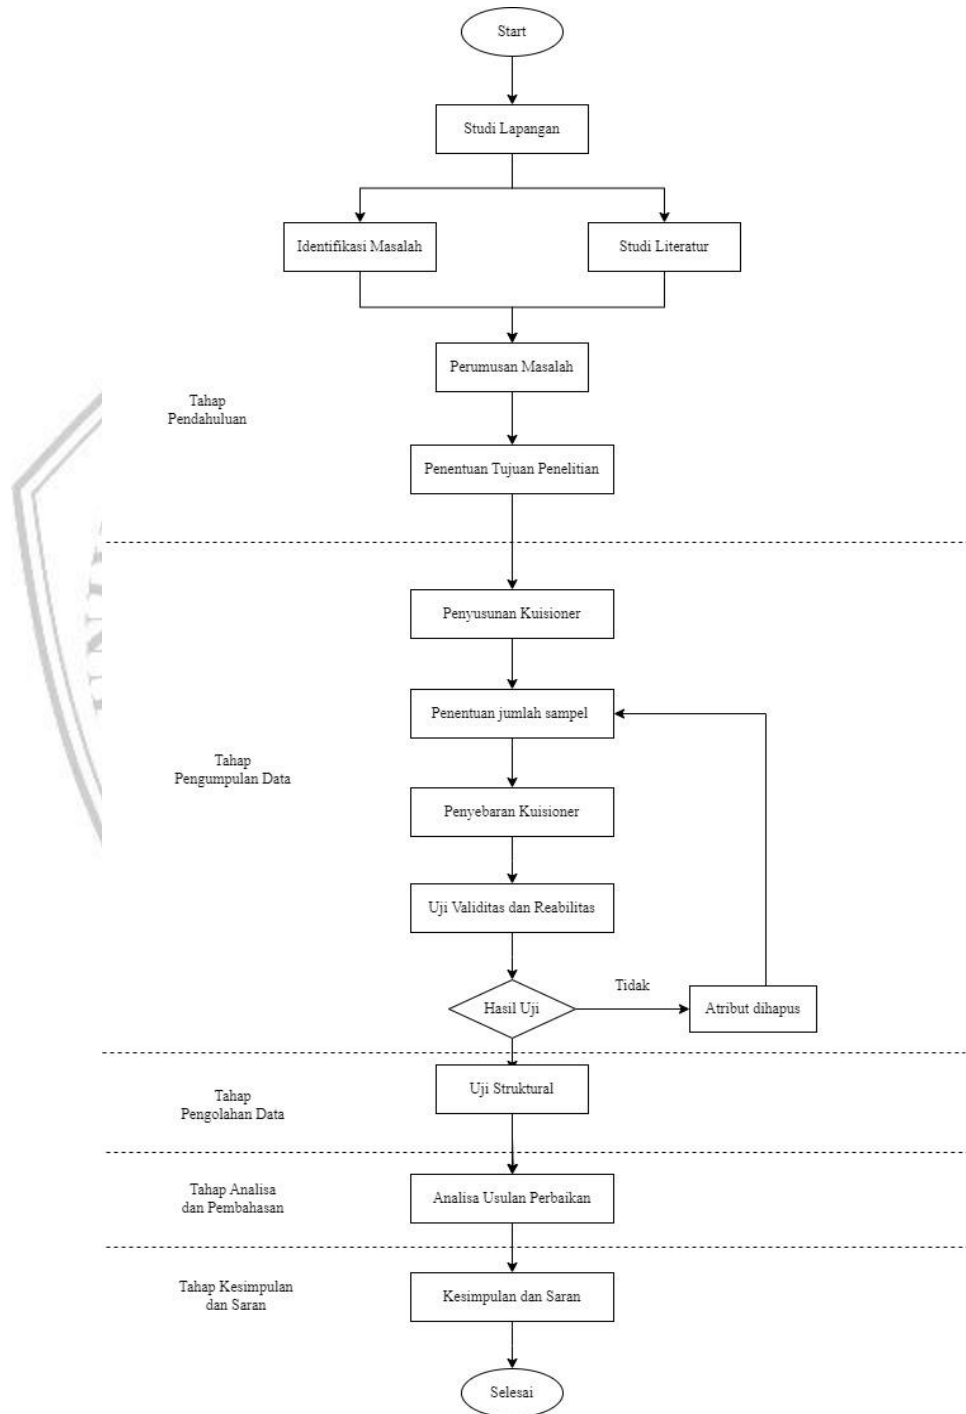 Start
Studi Lapangan
Identifikasi Masalah
Studi Literatur
Perumusan Masalah
Tahap
Pendahuluan
Penentuan Tujuan Penelitian
Penyusunan Kuisioner
Penentuan jumlah sampel
Tahap
Pengumpulan Data
Penyebaran Kuisioner
Uji Validitas dan Reabilitas
Hasil Uji
Tidak
Atribut dihapus
Tahap
Pengolahan Data
Uji Struktural
Tahap Analisa
dan Pembahasan
Analisa Usulan Perbaikan
Tahap Kesimpulan
dan Saran
Kesimpulan dan Saran
Selesai